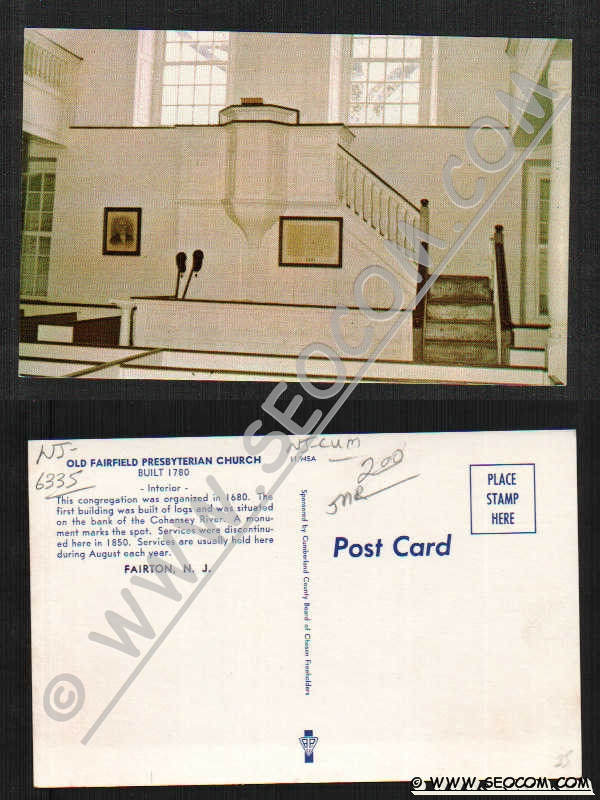 © WWW.SEOCOM.COM
NJ-
6335
OLD FAIRFIELD PRESBYTERIAN CHURCH
BUILT 1780
- Interior -
This congregation was organized in 1680. The
first building was built of logs and was situated
on the bank of the Cohansey River. A monu-
ment marks the spot. Services were discontinu-
ed here in 1850. Services are usually held here
during August each year.
FAIRTON, N. J.
NJ-CUM
200
Sponsored by Cumberland County Board of Chosen Freeholders
Post Card
PLACE
STAMP
HERE
25
© WWW.SEOCOM.COM